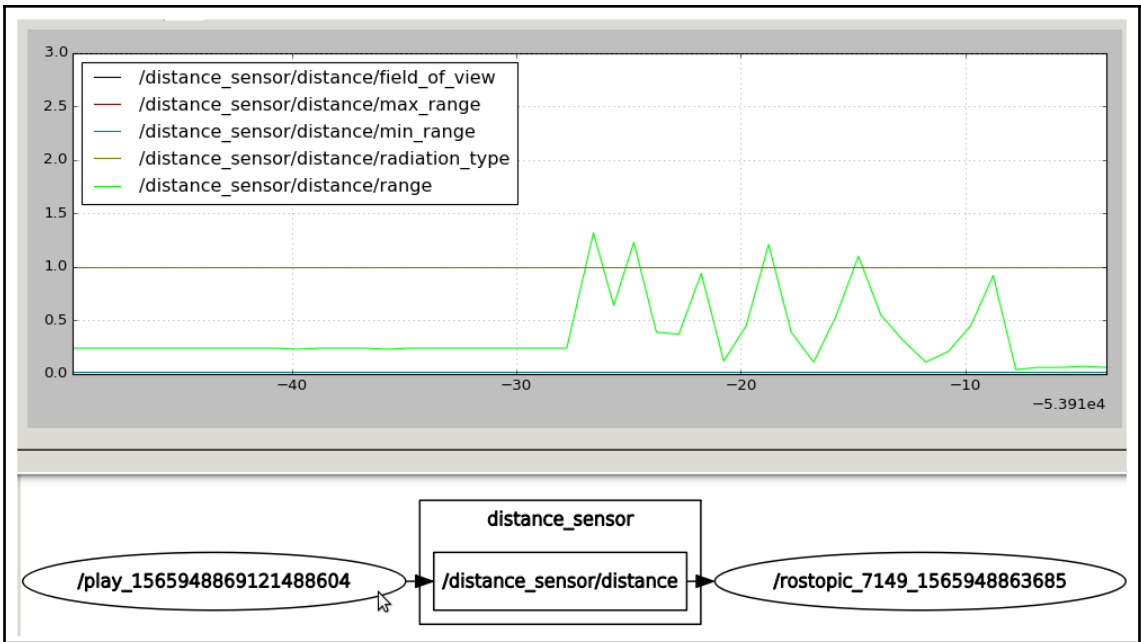 3.0
/distance_sensor/distance/field_of_view
/distance_sensor/distance/max_range
2.5
/distance_sensor/distance/min_range
2.0
/distance_sensor/distance/radiation_type
/distance_sensor/distance/range
1.5
1.0
0.5
0.0
−40 −30 −20 −10
−5.391e4
distance_sensor
/play_1565948869121488604 /distance_sensor/distance /rostopic_7149_1565948863685